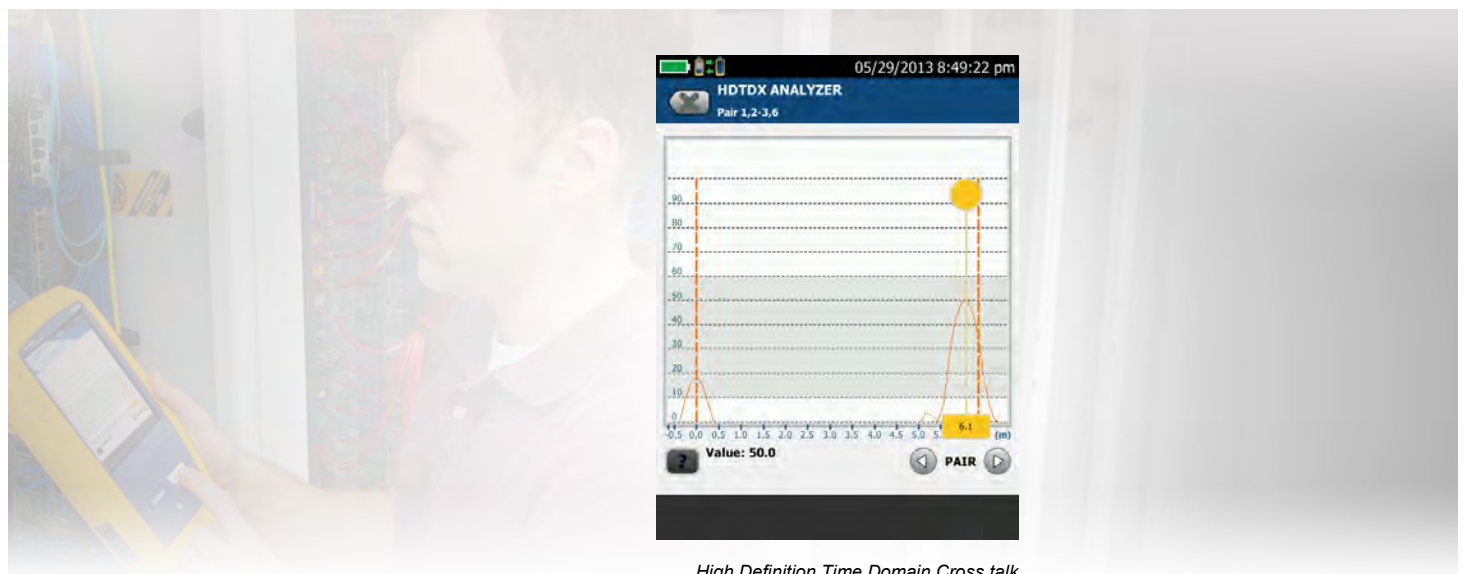 05/29/2013 8:49:22 pm
HDTDX ANALYZER
Pair 1,2-3,6
90
80
70
60
50
40
30
20
10
0
-0.5 0.0 0.5 1.0 1.5 2.0 2.5 3.0 3.5 4.0 4.5 5.0 5. 6.1 (m)
? Value: 50.0 PAIR
High Definition Time Domain Cross talk